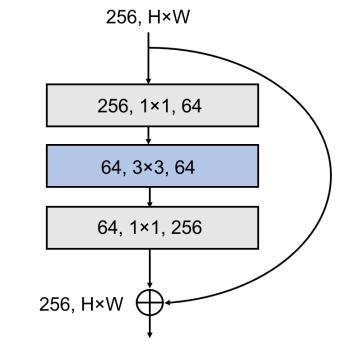 256, H×W
256, 1×1, 64
64, 3×3, 64
64, 1×1, 256
256, H×W